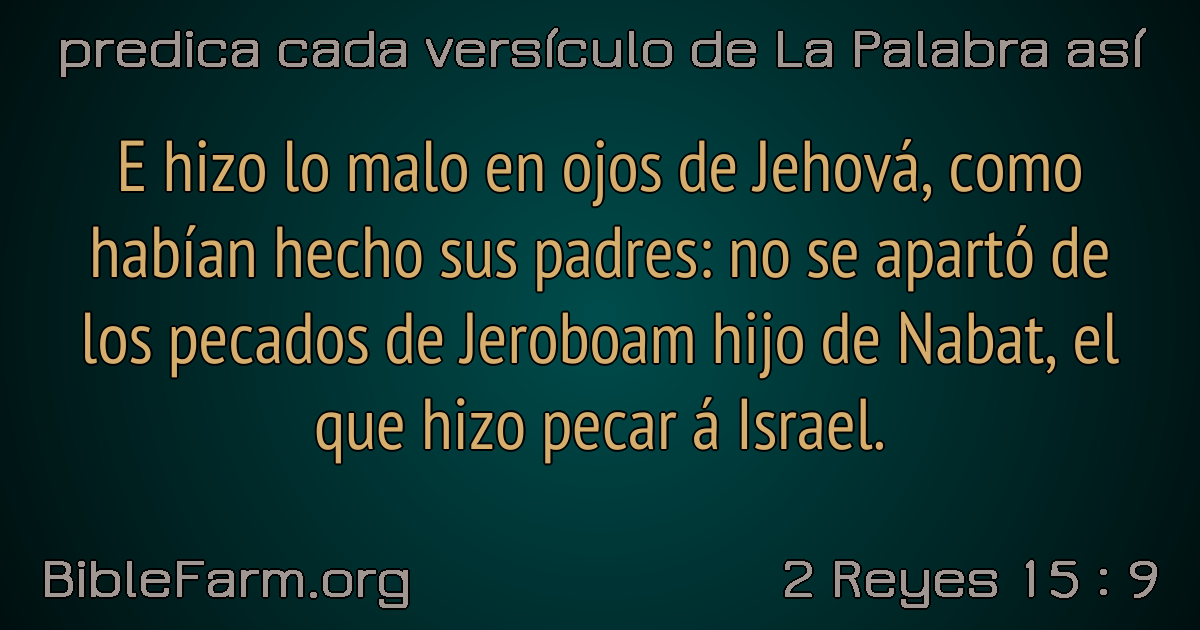 predica cada versículo de La Palabra así
E hizo lo malo en ojos de Jehová, como
habían hecho sus padres: no se apartó de
los pecados de Jeroboam hijo de Nabat, el
que hizo pecar á Israel.
BibleFarm.org
2 Reyes 15 : 9